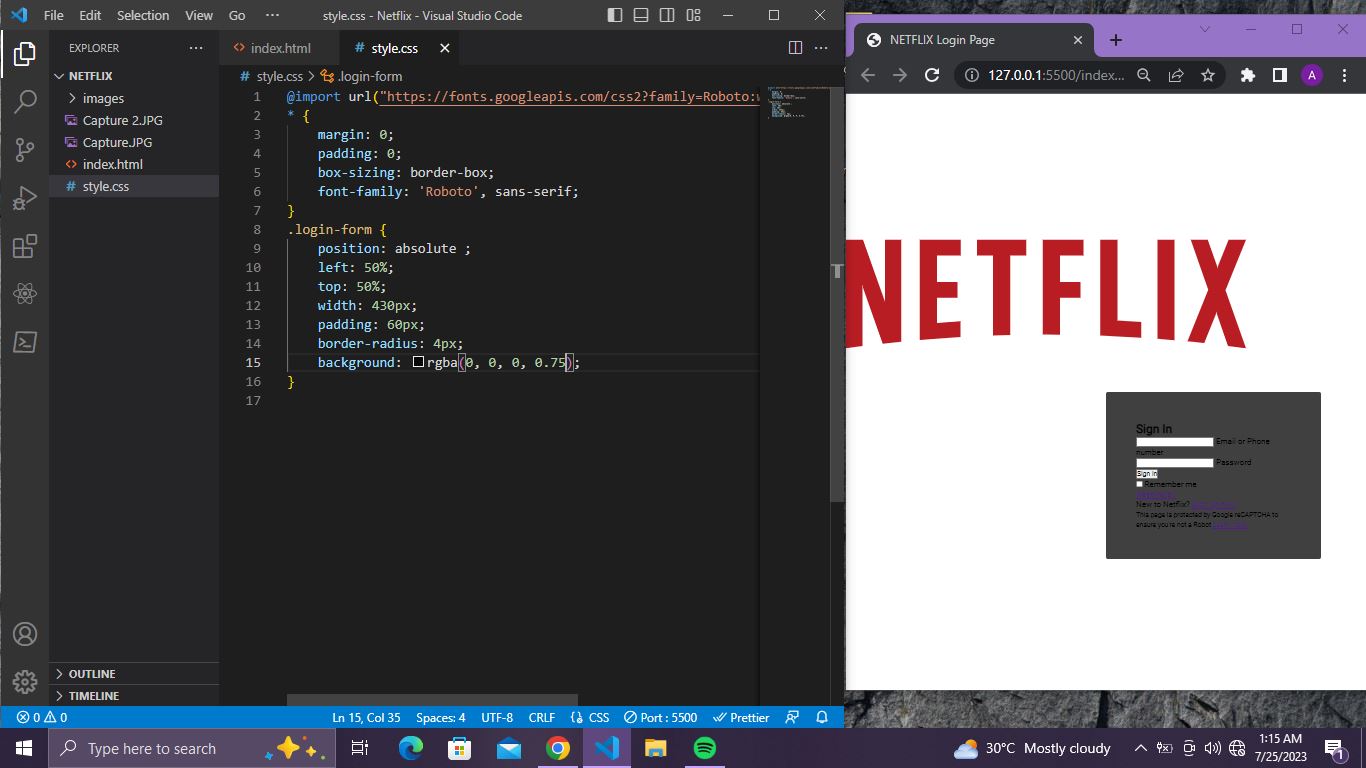 File Edit Selection View Go ··· style.css - Netflix - Visual Studio Code
EXPLORER
NETFLIX
images
Capture 2.JPG
Capture.JPG
index.html
style.css
OUTLINE
TIMELINE
index.html
style.css
style.css > .login-form
1 @import url("https://fonts.googleapis.com/css2?family=Roboto:
2 * {
3 margin: 0;
4 padding: 0;
5 box-sizing: border-box;
6 font-family: 'Roboto', sans-serif;
7 }
8 .login-form {
9 position: absolute ;
10 left: 50%;
11 top: 50%;
12 width: 430px;
13 padding: 60px;
14 border-radius: 4px;
15 background: rgba(0, 0, 0, 0.75);
16 }
17
0 0
Ln 15, Col 35 Spaces: 4 UTF-8 CRLF {} CSS Port : 5500 Prettier
NETFLIX Login Page
127.0.0.1:5500/index...
A
NETFLIX
Sign In
Email or Phone
number
Password
Sign In
Remember me
New to Netflix?
This page is protected by Google reCAPTCHA to
ensure you're not a Robot
Type here to search
30°C Mostly cloudy
1:15 AM
7/25/2023
1